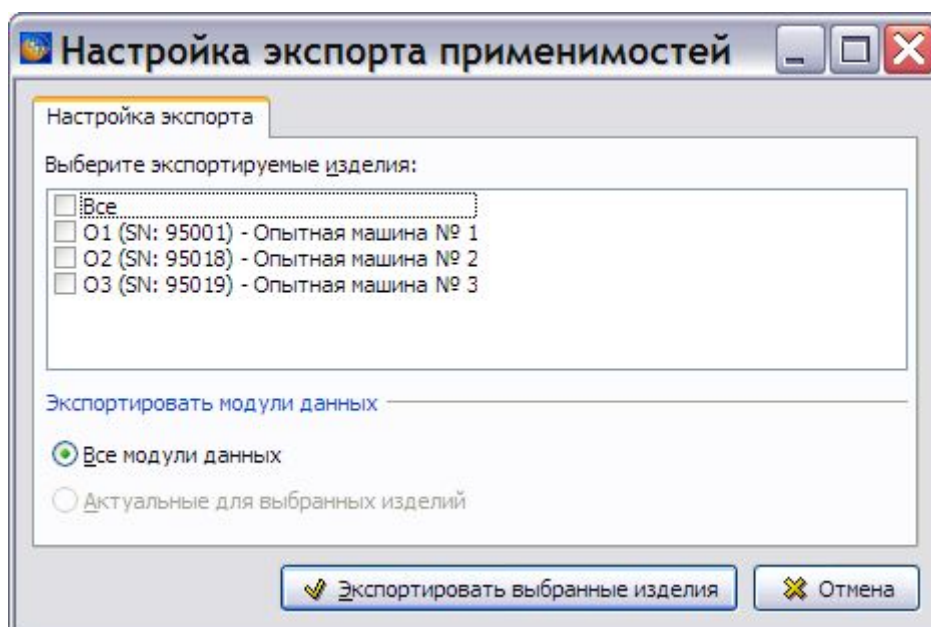 Настройка экспорта применимостей
Настройка экспорта
Выберите экспортируемые изделия:
Все
О1 (SN: 95001) - Опытная машина № 1
О2 (SN: 95018) - Опытная машина № 2
О3 (SN: 95019) - Опытная машина № 3
Экспортировать модули данных
Все модули данных
Актуальные для выбранных изделий
Экспортировать выбранные изделия
Отмена